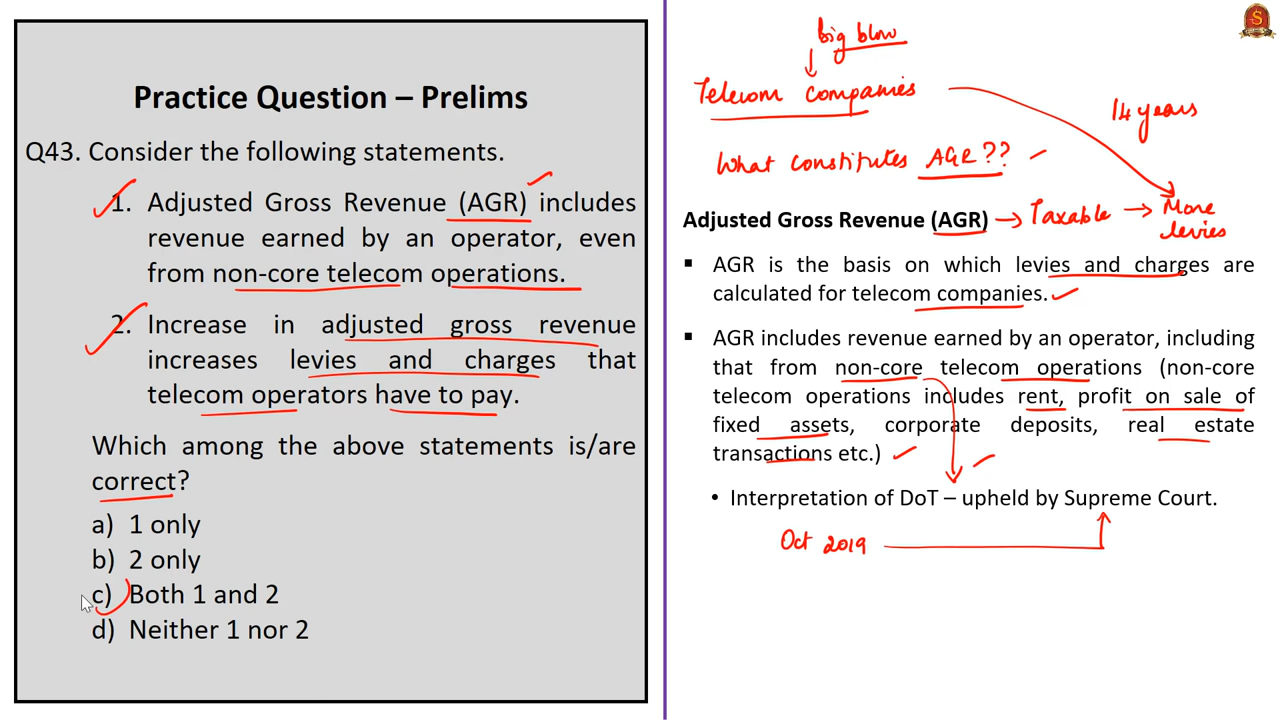 Practice Question – Prelims
Q43. Consider the following statements.
1. Adjusted Gross Revenue (AGR) includes
revenue earned by an operator, even
from non-core telecom operations.
2. Increase in adjusted gross revenue
increases levies and charges that
telecom operators have to pay.
Which among the above statements is/are
correct?
a) 1 only
b) 2 only
c) Both 1 and 2
d) Neither 1 nor 2
Big blow
Telecom companies
14 years
What constitutes AGR??
Adjusted Gross Revenue (AGR) → Taxable → More
levies
▪ AGR is the basis on which levies and charges are
calculated for telecom companies.
▪ AGR includes revenue earned by an operator, including
that from non-core telecom operations (non-core
telecom operations includes rent, profit on sale of
fixed assets, corporate deposits, real estate
transactions etc.)
• Interpretation of DoT – upheld by Supreme Court.
Oct 2019